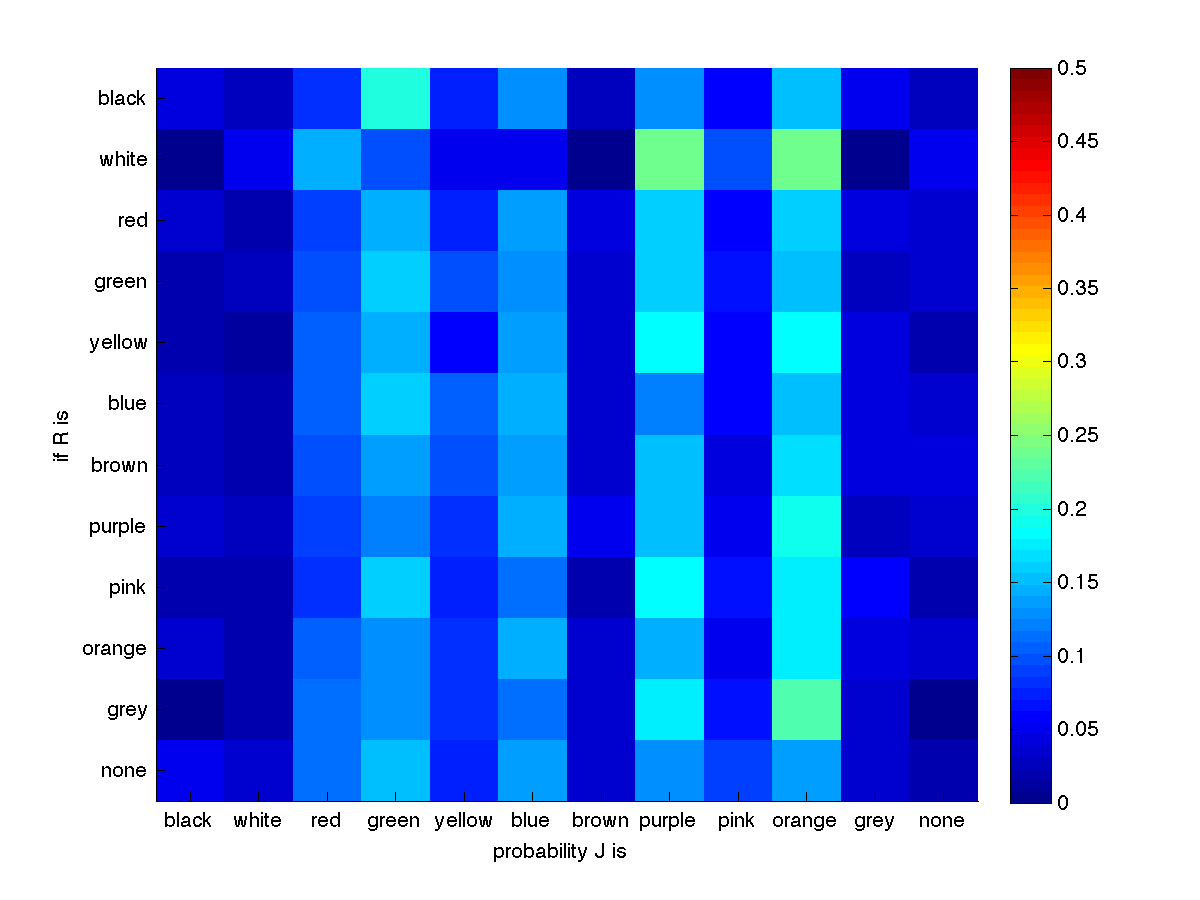 if R is
black
white
red
green
yellow
blue
brown
purple
pink
orange
grey
none
black white red green yellow blue brown purple pink orange grey none
probability J is
0.5
0.45
0.4
0.35
0.3
0.25
0.2
0.15
0.1
0.05
0